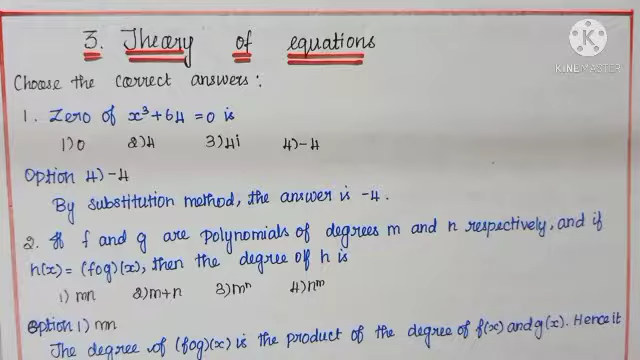 3. Theory of equations
KINEMASTER
Choose the correct answers:
1. Zero of x³+64 =0 is
1) 0 2) 4 3) 4i 4) -4
Option 4) -4
By substitution method, the answer is -4.
2. If f and g are polynomials of degrees m and n respectively, and if
h(x) = (fog)(x), then the degree of h is
1) mn 2) m+n 3) mⁿ 4) nᵐ
Option 1) mn
The degree of (fog)(x) is the product of the degree of f(x) and g(x). Hence it